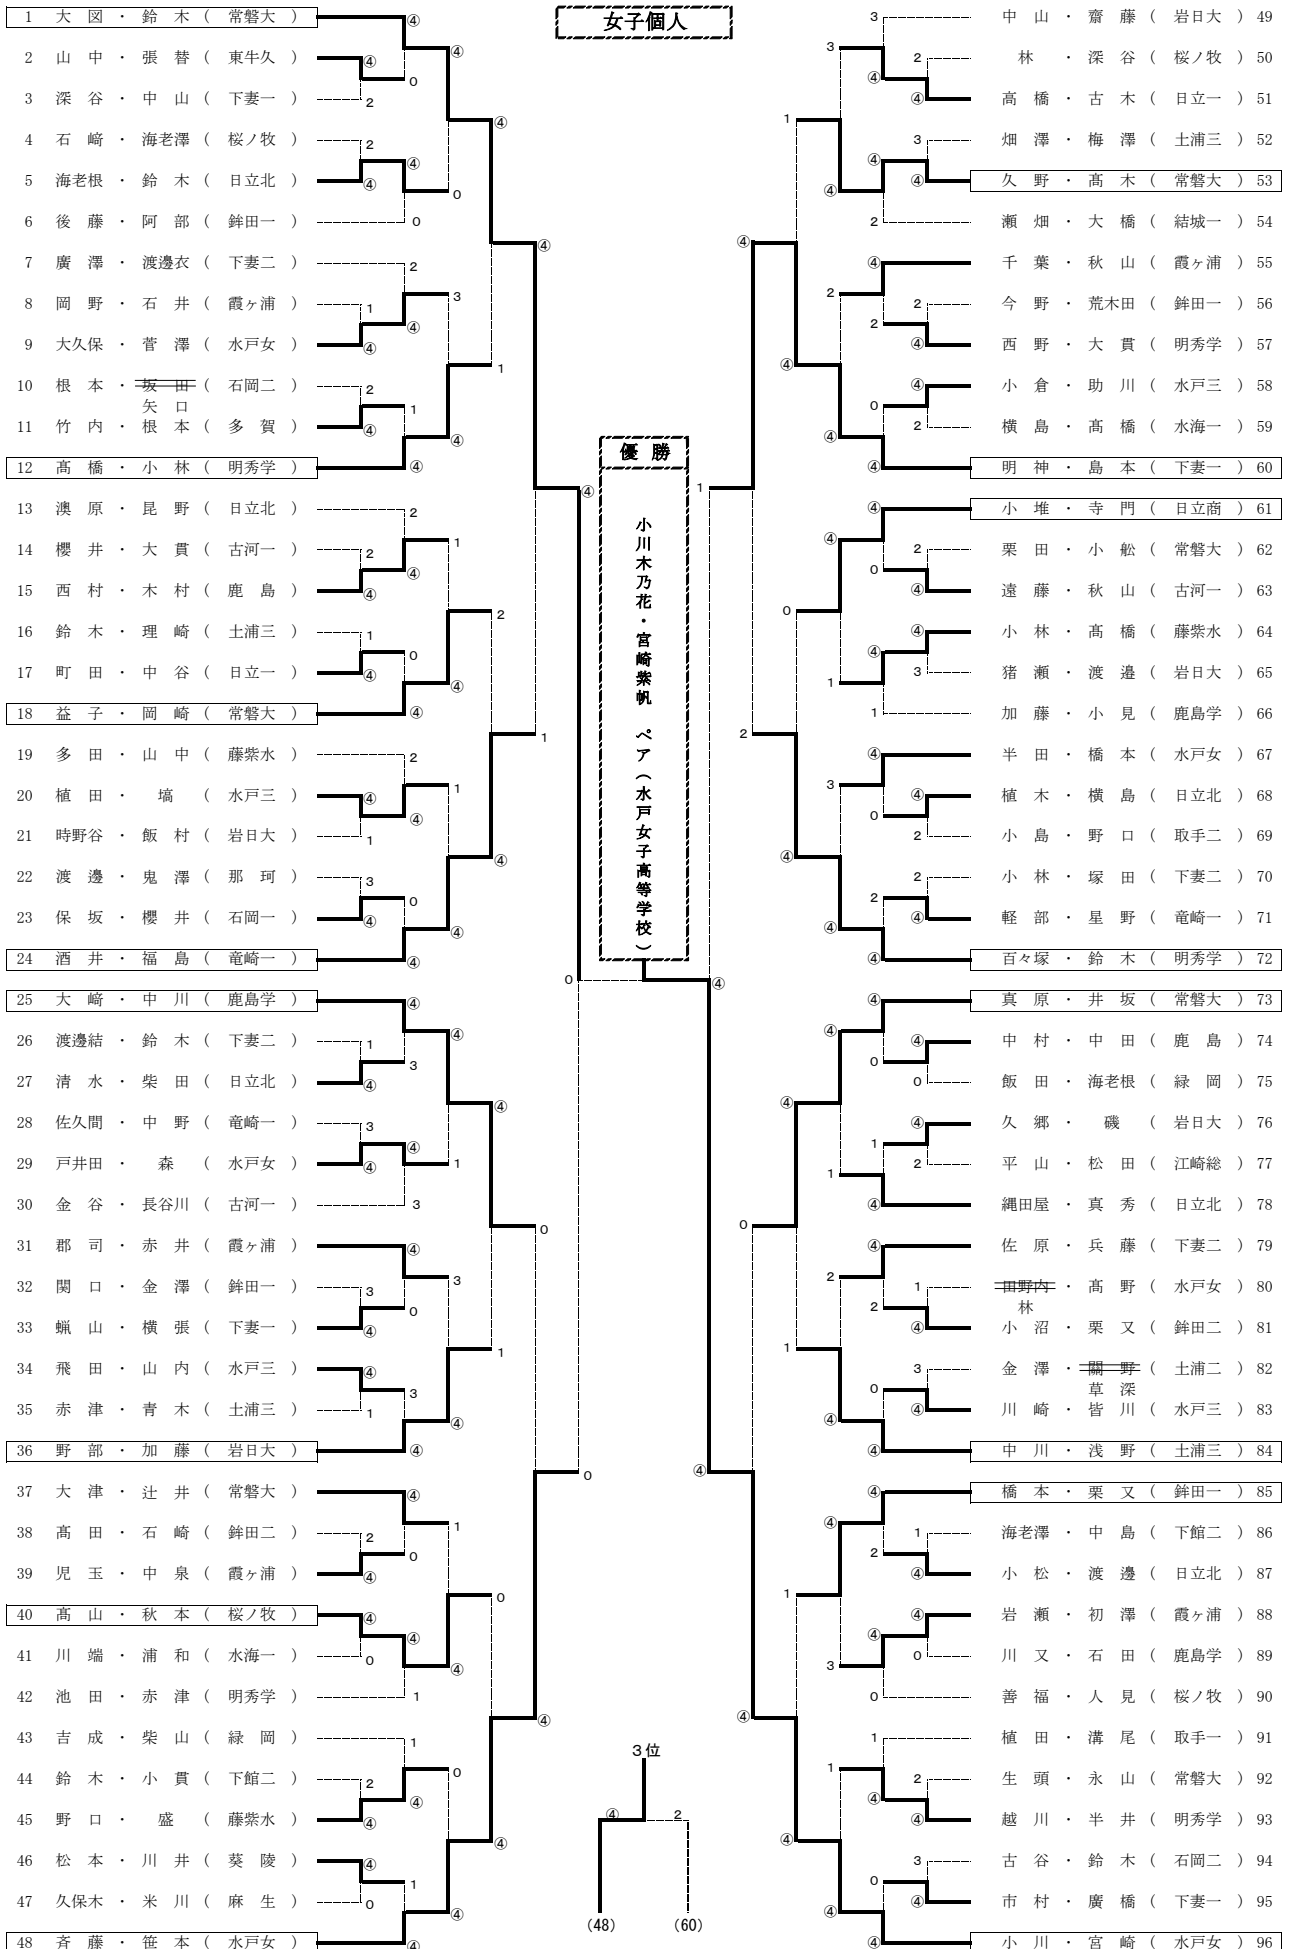 女子個人
1 大図・鈴木(常磐大)
2 山中・張替(東牛久)
3 深谷・中山(下妻一)
4 石﨑・海老澤(桜ノ牧)
5 海老根・鈴木(日立北)
6 後藤・阿部(鉾田一)
7 廣澤・渡邊衣(下妻二)
8 岡野・石井(霞ヶ浦)
9 大久保・菅澤(水戸女)
10 根本・坂田(石岡二)
矢口
11 竹内・根本(多賀)
12 髙橋・小林(明秀学)
13 澳原・昆野(日立北)
14 櫻井・大貫(古河一)
15 西村・木村(鹿島)
16 鈴木・理崎(土浦三)
17 町田・中谷(日立一)
18 益子・岡崎(常磐大)
19 多田・山中(藤紫水)
20 植田・塙(水戸三)
21 時野谷・飯村(岩日大)
22 渡邉・鬼澤(那珂)
23 保坂・櫻井(石岡一)
24 酒井・福島(竜崎一)
25 大﨑・中川(鹿島学)
26 渡邊結・鈴木(下妻二)
27 清水・柴田(日立北)
28 佐久間・中野(竜崎一)
29 戸井田・森(水戸女)
30 金谷・長谷川(古河一)
31 郡司・赤井(霞ヶ浦)
32 関口・金澤(鉾田一)
33 蝋山・横張(下妻一)
34 飛田・山内(水戸三)
35 赤津・青木(土浦三)
36 野部・加藤(岩日大)
37 大津・辻井(常磐大)
38 髙田・石崎(鉾田二)
39 児玉・中泉(霞ヶ浦)
40 髙山・秋本(桜ノ牧)
41 川端・浦和(水海一)
42 池田・赤津(明秀学)
43 吉成・柴山(緑岡)
44 鈴木・小貫(下館二)
45 野口・盛(藤紫水)
46 松本・川井(葵陵)
47 久保木・米川(麻生)
48 斉藤・笹本(水戸女)
優勝
小川木乃花・宮崎紫帆 ペア(水戸女子高等学校)
3位
④ 2
(48) (60)
中山・齋藤(岩日大) 49
林・深谷(桜ノ牧) 50
高橋・古木(日立一) 51
畑澤・梅澤(土浦三) 52
久野・髙木(常磐大) 53
瀬畑・大橋(結城一) 54
千葉・秋山(霞ヶ浦) 55
今野・荒木田(鉾田一) 56
西野・大貫(明秀学) 57
小倉・助川(水戸三) 58
横島・髙橋(水海一) 59
明神・島本(下妻一) 60
小堆・寺門(日立商) 61
栗田・小舩(常磐大) 62
遠藤・秋山(古河一) 63
小林・髙橋(藤紫水) 64
猪瀬・渡邉(岩日大) 65
加藤・小見(鹿島学) 66
半田・橋本(水戸女) 67
植木・横島(日立北) 68
小島・野口(取手二) 69
小林・塚田(下妻二) 70
軽部・星野(竜崎一) 71
百々塚・鈴木(明秀学) 72
真原・井坂(常磐大) 73
中村・中田(鹿島) 74
飯田・海老根(緑岡) 75
久郷・磯(岩日大) 76
平山・松田(江崎総) 77
縄田屋・真秀(日立北) 78
佐原・兵藤(下妻二) 79
田野内・髙野(水戸女) 80
林
小沼・栗又(鉾田二) 81
金澤・關野(土浦二) 82
草深
川崎・皆川(水戸三) 83
中川・浅野(土浦三) 84
橋本・栗又(鉾田一) 85
海老澤・中島(下館二) 86
小松・渡邊(日立北) 87
岩瀬・初澤(霞ヶ浦) 88
川又・石田(鹿島学) 89
善福・人見(桜ノ牧) 90
植田・溝尾(取手一) 91
生頭・永山(常磐大) 92
越川・半井(明秀学) 93
古谷・鈴木(石岡二) 94
市村・廣橋(下妻一) 95
小川・宮崎(水戸女) 96